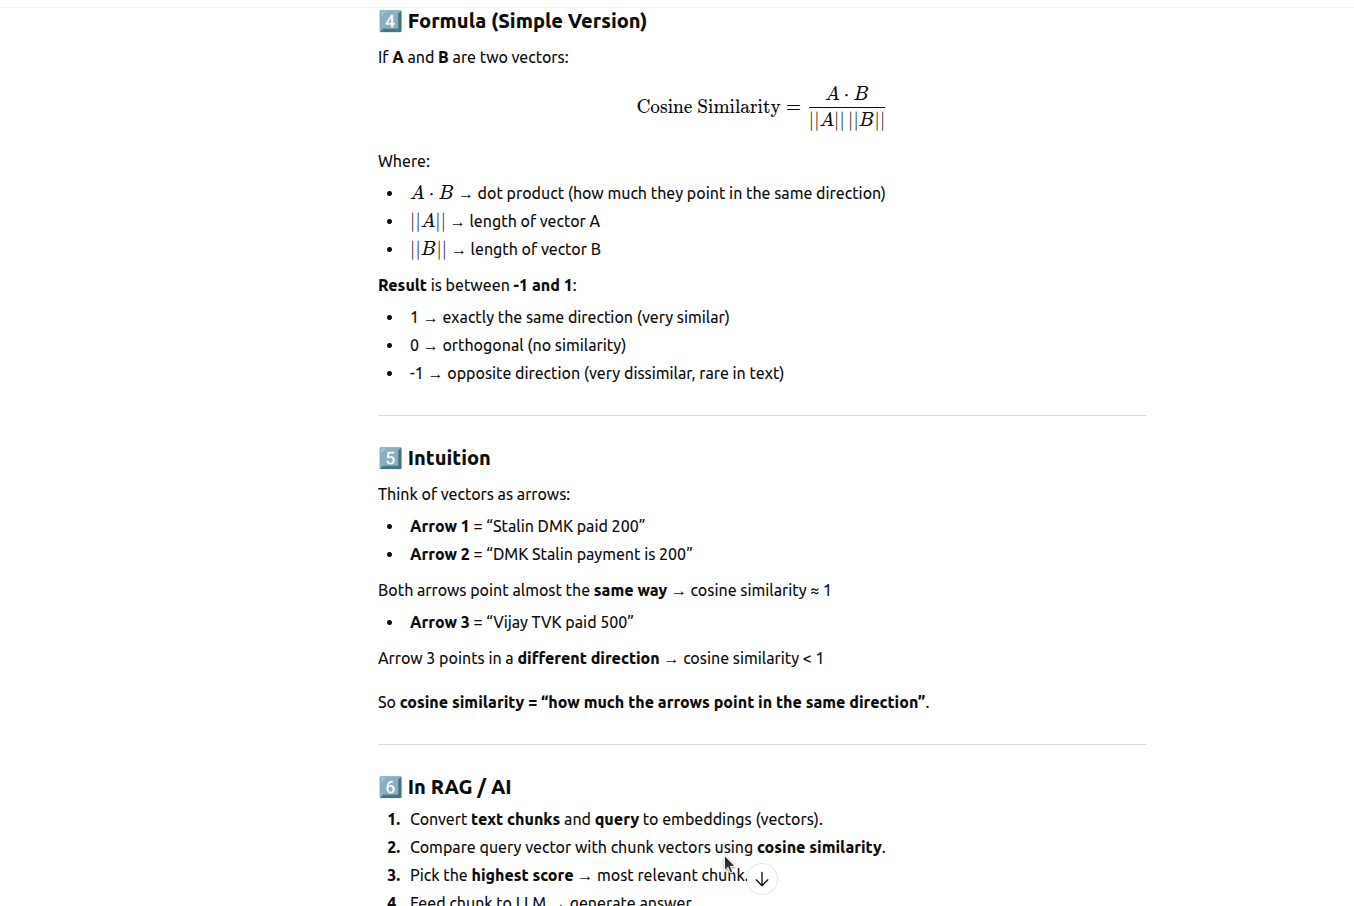 4 Formula (Simple Version)
If A and B are two vectors:
Cosine Similarity = A · B / ||A|| ||B||
Where:
• A · B → dot product (how much they point in the same direction)
• ||A|| → length of vector A
• ||B|| → length of vector B
Result is between -1 and 1:
• 1 → exactly the same direction (very similar)
• 0 → orthogonal (no similarity)
• -1 → opposite direction (very dissimilar, rare in text)
5 Intuition
Think of vectors as arrows:
• Arrow 1 = “Stalin DMK paid 200”
• Arrow 2 = “DMK Stalin payment is 200”
Both arrows point almost the same way → cosine similarity ≈ 1
• Arrow 3 = “Vijay TVK paid 500”
Arrow 3 points in a different direction → cosine similarity < 1
So cosine similarity = “how much the arrows point in the same direction”.
6 In RAG / AI
1. Convert text chunks and query to embeddings (vectors).
2. Compare query vector with chunk vectors using cosine similarity.
3. Pick the highest score → most relevant chunk.
4. Feed chunk to LLM → generate answer